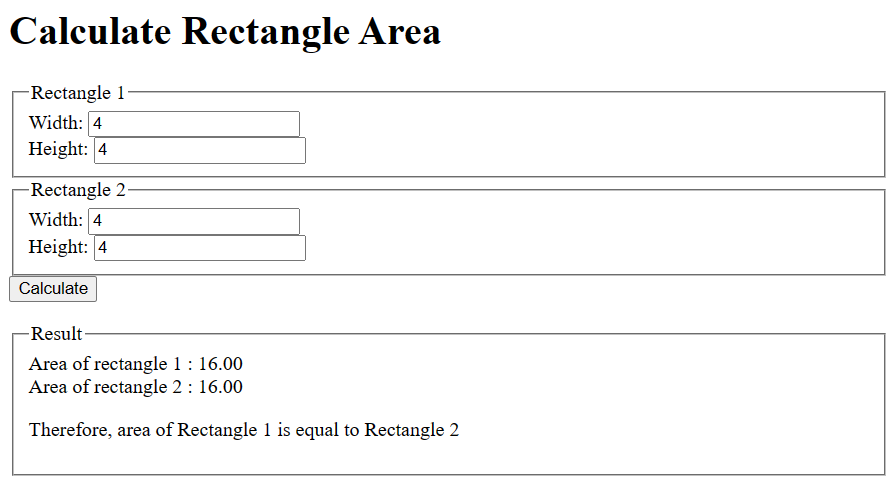 Calculate Rectangle Area
Rectangle 1
Width: 4
Height: 4
Rectangle 2
Width: 4
Height: 4
Calculate
Result
Area of rectangle 1 : 16.00
Area of rectangle 2 : 16.00
Therefore, area of Rectangle 1 is equal to Rectangle 2